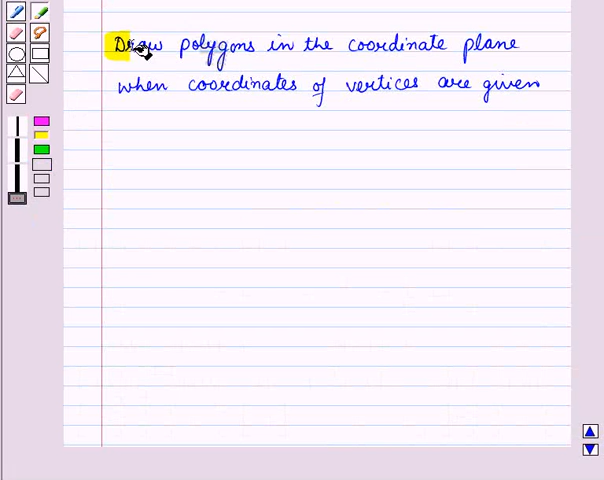 Draw polygons in the coordinate plane
when coordinates of vertices are given